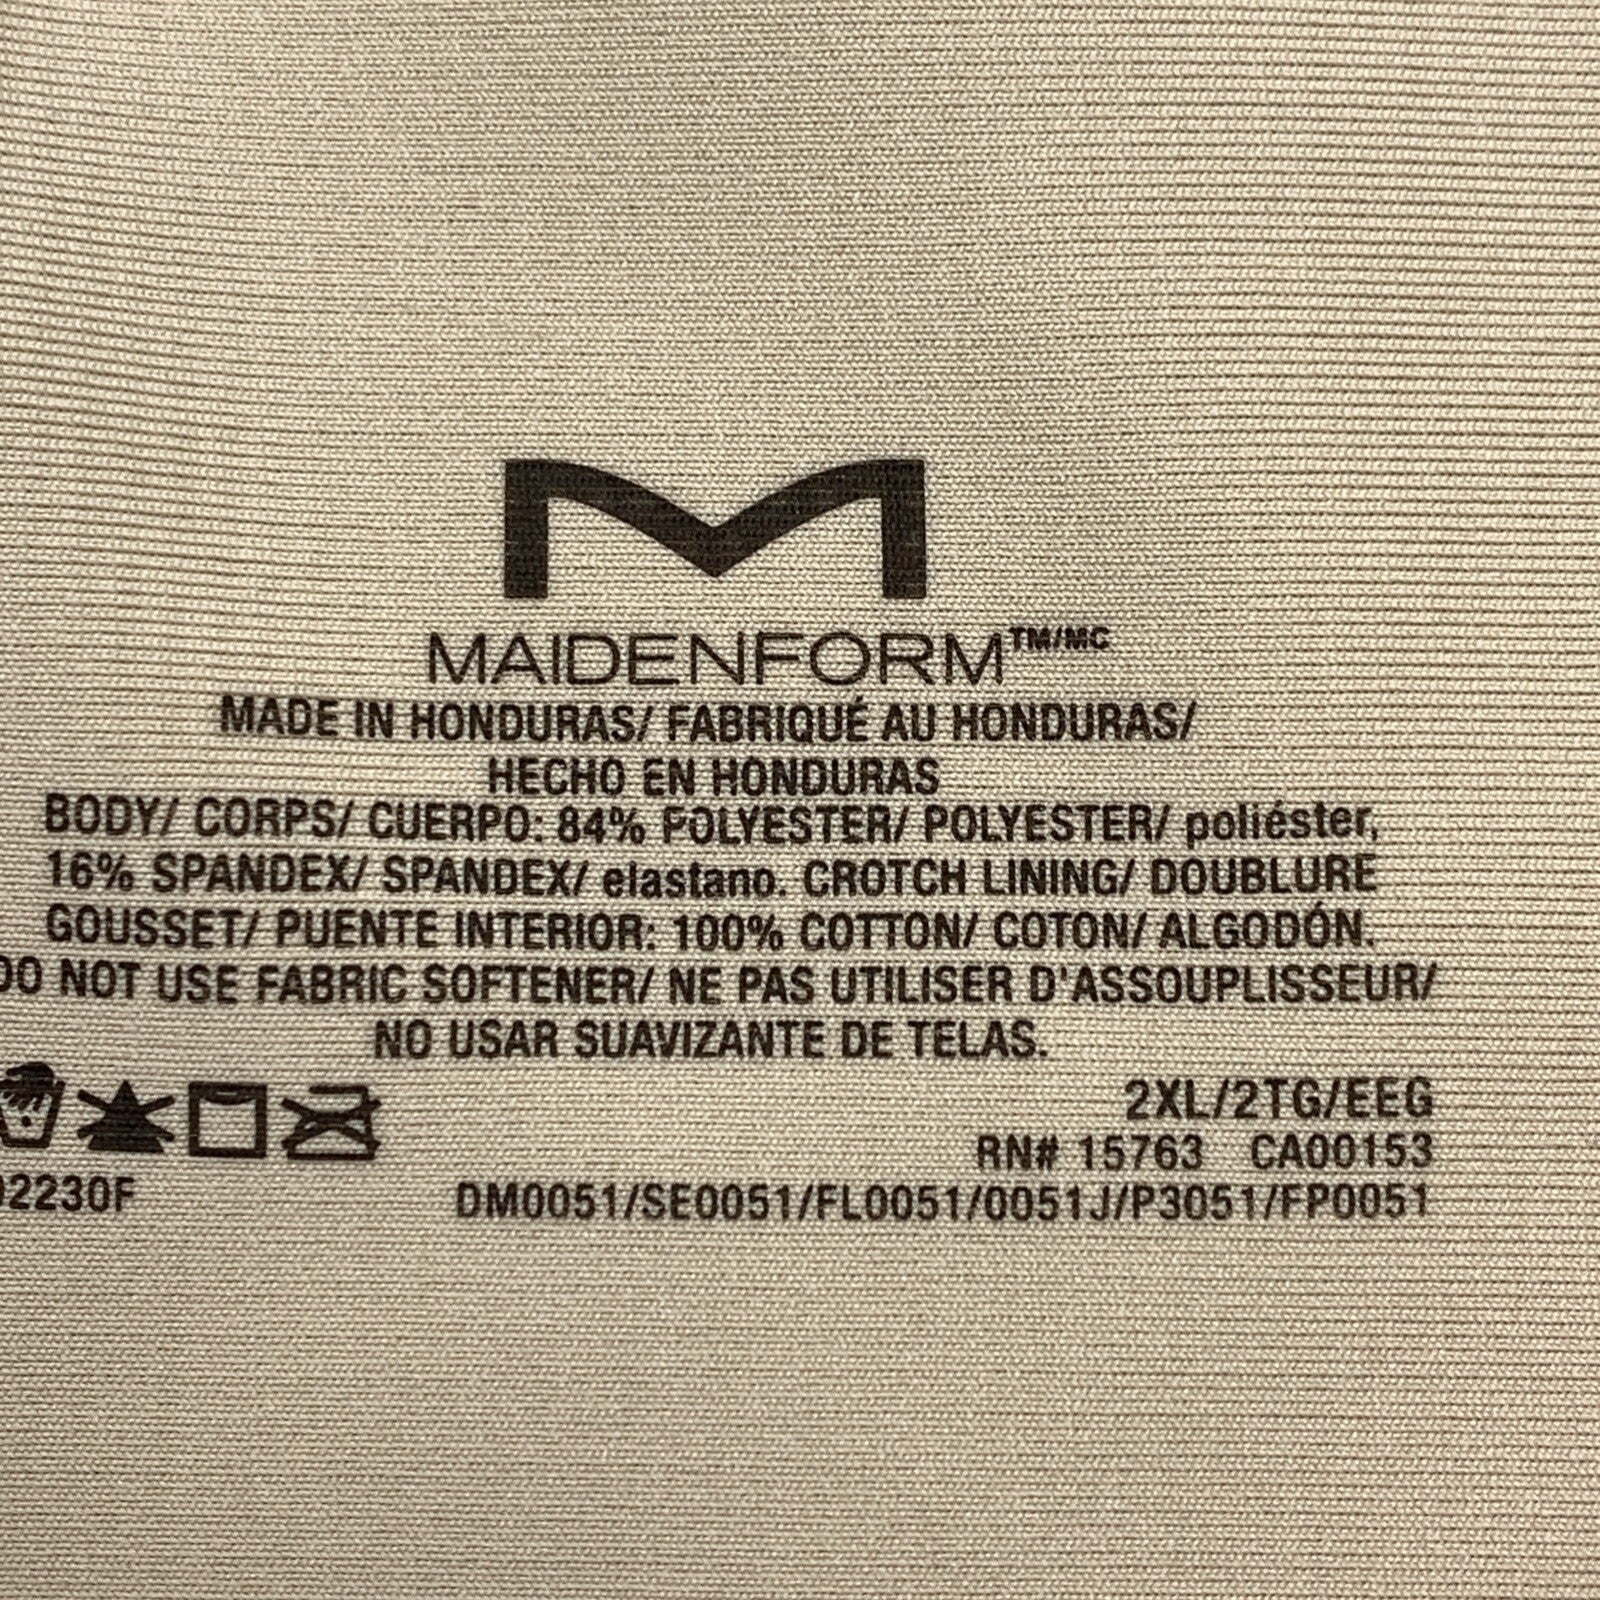 M
MAIDENFORM™/MC
MADE IN HONDURAS/ FABRIQUÉ AU HONDURAS/
HECHO EN HONDURAS
BODY/ CORPS/ CUERPO: 84% POLYESTER/ POLYESTER/ poliéster,
16% SPANDEX/ SPANDEX/ elastano. CROTCH LINING/ DOUBLURE
GOUSSET/ PUENTE INTERIOR: 100% COTTON/ COTON/ ALGODÓN.
DO NOT USE FABRIC SOFTENER/ NE PAS UTILISER D'ASSOUPLISSEUR/
NO USAR SUAVIZANTE DE TELAS.
2XL/2TG/EEG
RN# 15763 CA00153
2230F DM0051/SE0051/FL0051/0051J/P3051/FP0051